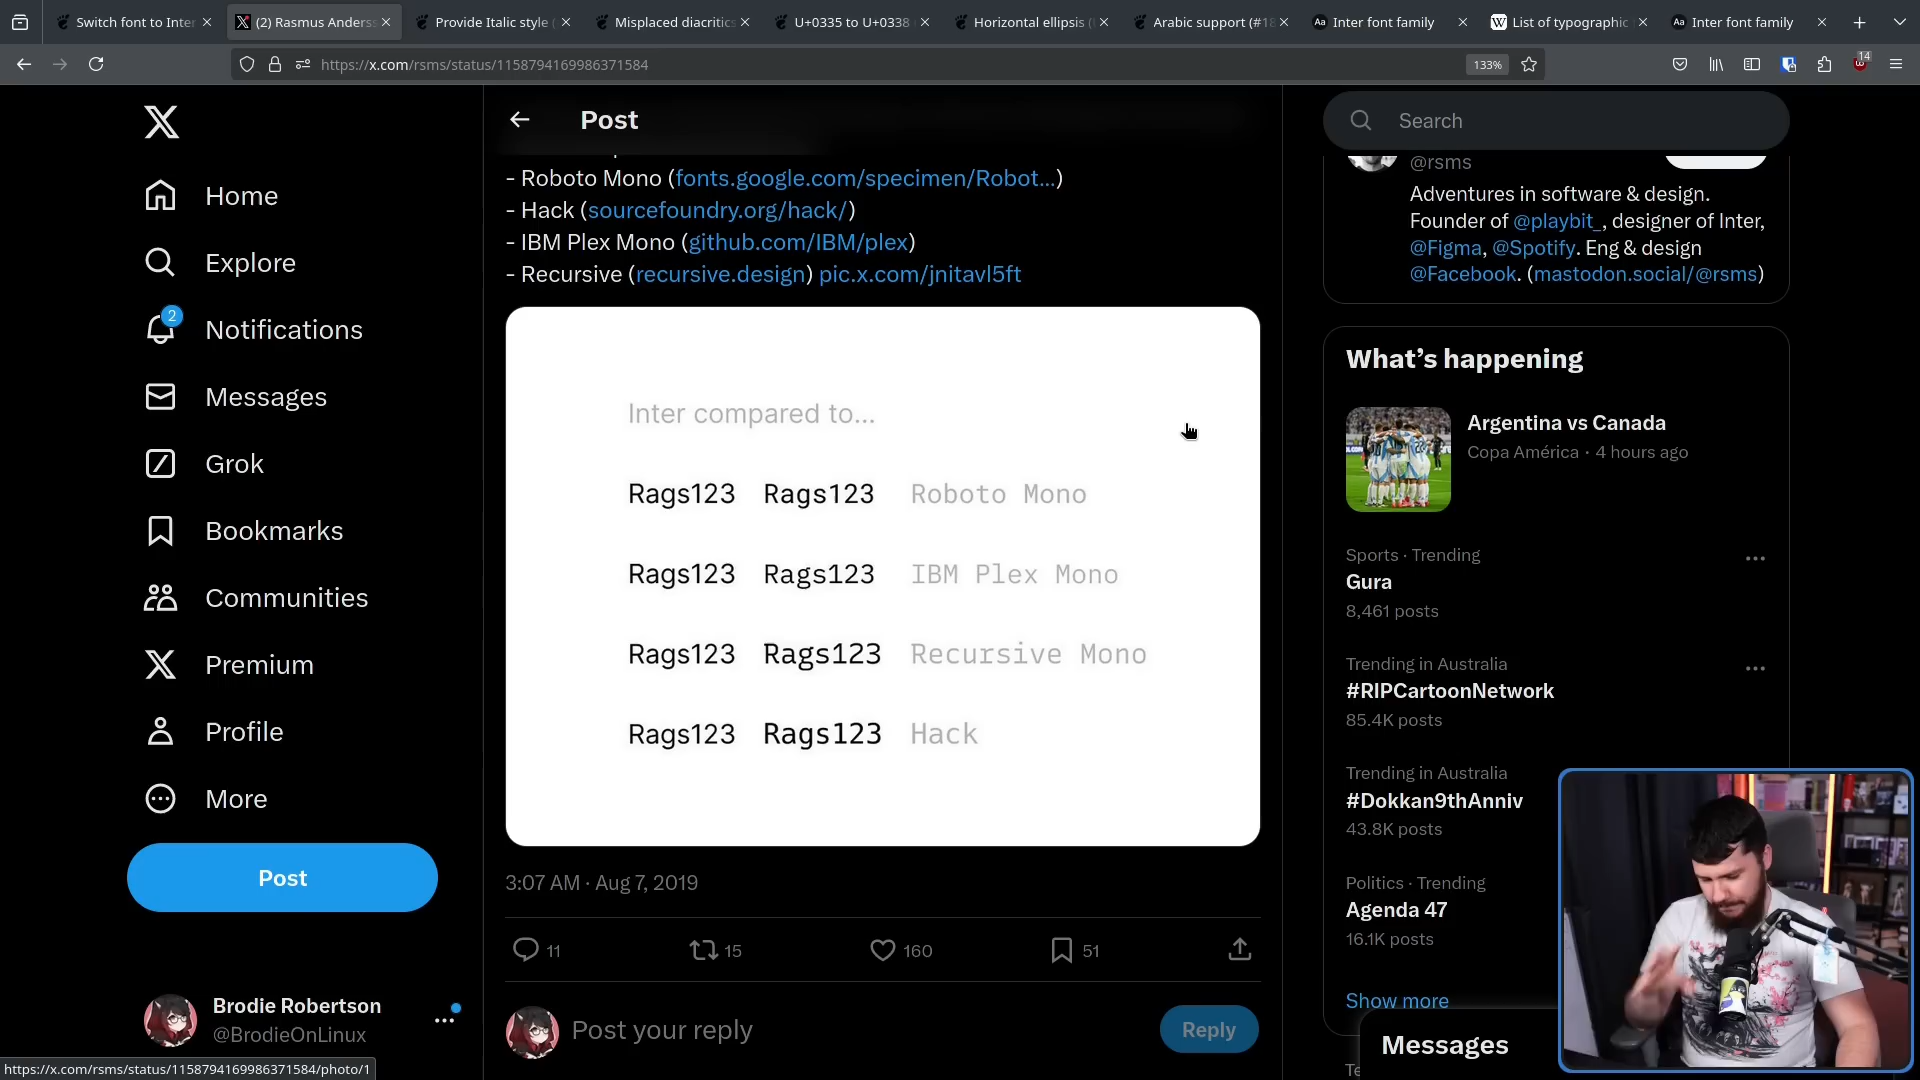 Switch font to Inter
(2) Rasmus Anderss
Provide Italic style (
Misplaced diacritics
U+0335 to U+0338
Horizontal ellipsis (
Arabic support (#18
Aa Inter font family
W List of typographic
Aa Inter font family
https://x.com/rsms/status/1158794169986371584
133%
14
Home
Explore
2
Notifications
Messages
Grok
Bookmarks
Communities
Premium
Profile
More
Post
Brodie Robertson
@BrodieOnLinux
https://x.com/rsms/status/1158794169986371584/photo/1
Post
- Roboto Mono (fonts.google.com/specimen/Robot…)
- Hack (sourcefoundry.org/hack/)
- IBM Plex Mono (github.com/IBM/plex)
- Recursive (recursive.design) pic.x.com/jnitavl5ft
Inter compared to...
Rags123 Rags123 Roboto Mono
Rags123 Rags123 IBM Plex Mono
Rags123 Rags123 Recursive Mono
Rags123 Rags123 Hack
3:07 AM · Aug 7, 2019
11
15
160
51
Post your reply
Reply
Search
@rsms
Adventures in software & design.
Founder of @playbit_, designer of Inter,
@Figma, @Spotify. Eng & design
@Facebook. (mastodon.social/@rsms)
What’s happening
Argentina vs Canada
Copa América · 4 hours ago
Sports · Trending
Gura
8,461 posts
Trending in Australia
#RIPCartoonNetwork
85.4K posts
Trending in Australia
#Dokkan9thAnniv
43.8K posts
Politics · Trending
Agenda 47
16.1K posts
Show more
Messages